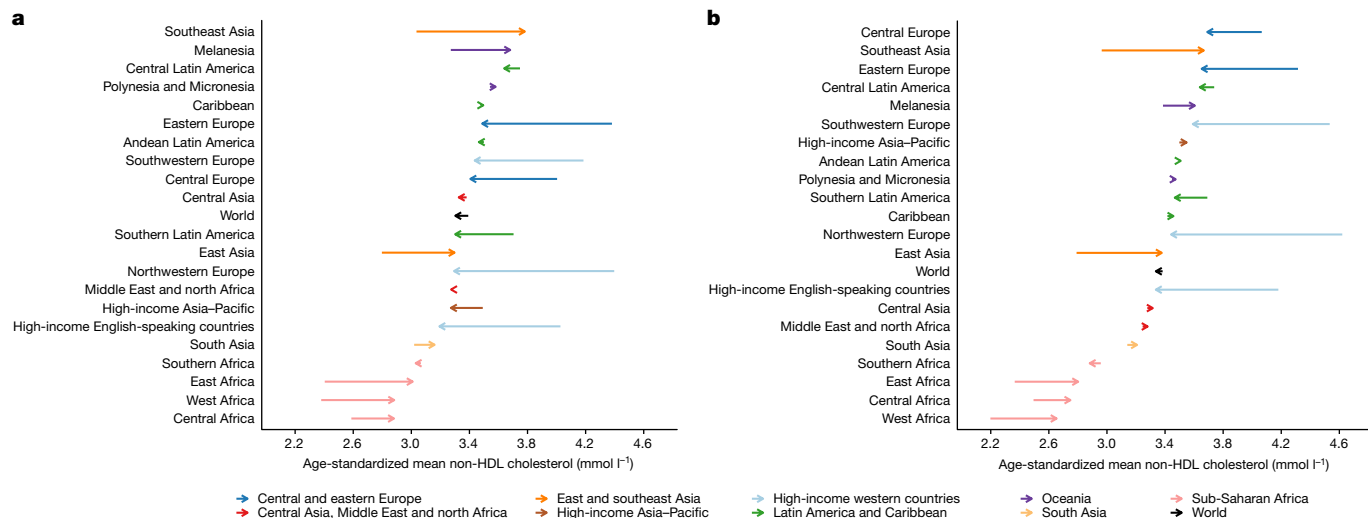 a
Southeast Asia
Melanesia
Central Latin America
Polynesia and Micronesia
Caribbean
Eastern Europe
Andean Latin America
Southwestern Europe
Central Europe
Central Asia
World
Southern Latin America
East Asia
Northwestern Europe
Middle East and north Africa
High-income Asia–Pacific
High-income English-speaking countries
South Asia
Southern Africa
East Africa
West Africa
Central Africa
2.2 2.6 3.0 3.4 3.8 4.2 4.6
Age-standardized mean non-HDL cholesterol (mmol l⁻¹)
b
Central Europe
Southeast Asia
Eastern Europe
Central Latin America
Melanesia
Southwestern Europe
High-income Asia–Pacific
Andean Latin America
Polynesia and Micronesia
Southern Latin America
Caribbean
Northwestern Europe
East Asia
World
High-income English-speaking countries
Central Asia
Middle East and north Africa
South Asia
Southern Africa
East Africa
Central Africa
West Africa
2.2 2.6 3.0 3.4 3.8 4.2 4.6
Age-standardized mean non-HDL cholesterol (mmol l⁻¹)
Central and eastern Europe East and southeast Asia High-income western countries Oceania Sub-Saharan Africa
Central Asia, Middle East and north Africa High-income Asia–Pacific Latin America and Caribbean South Asia World